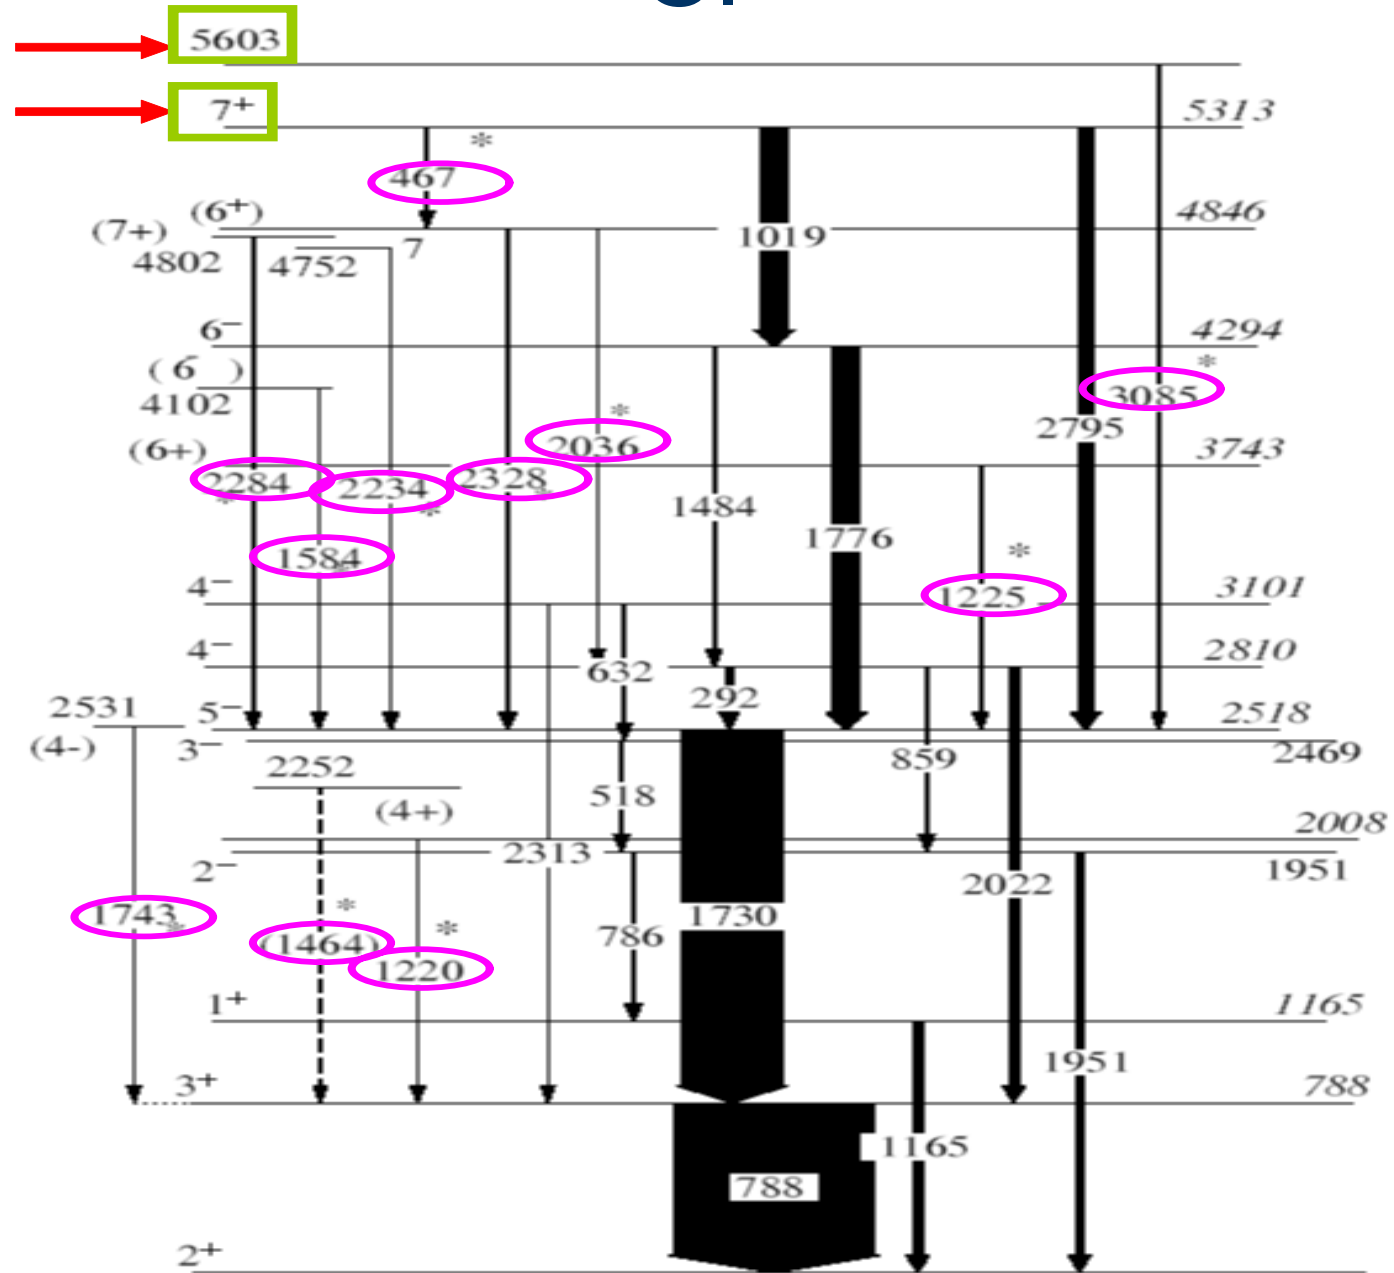 5603
7⁺ 5313
*
467
(6⁺) 4846
(7+) 1019
4802 4752 7
6⁻ 4294
( 6 ) *
4102 3085
* 2795
(6+) 2036 3743
2284 2234 2328
* * *
1484
1776
1584 *
*
4⁻ 1225 3101
4⁻ 632 2810
292
2531 5⁻ 2518
(4-) 3⁻ 859 2469
2252
518
(4+) 2008
2313
2⁻ 2022 1951
1743 * * 1730
* 786
(1464)
1220
1⁺ 1165
1951
3⁺ 788
1165
788
2⁺